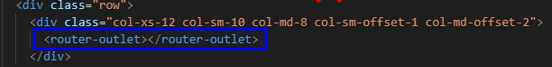 <div class="row">
<div class="col-xs-12 col-sm-10 col-md-8 col-sm-offset-1 col-md-offset-2">
<router-outlet></router-outlet>
</div>